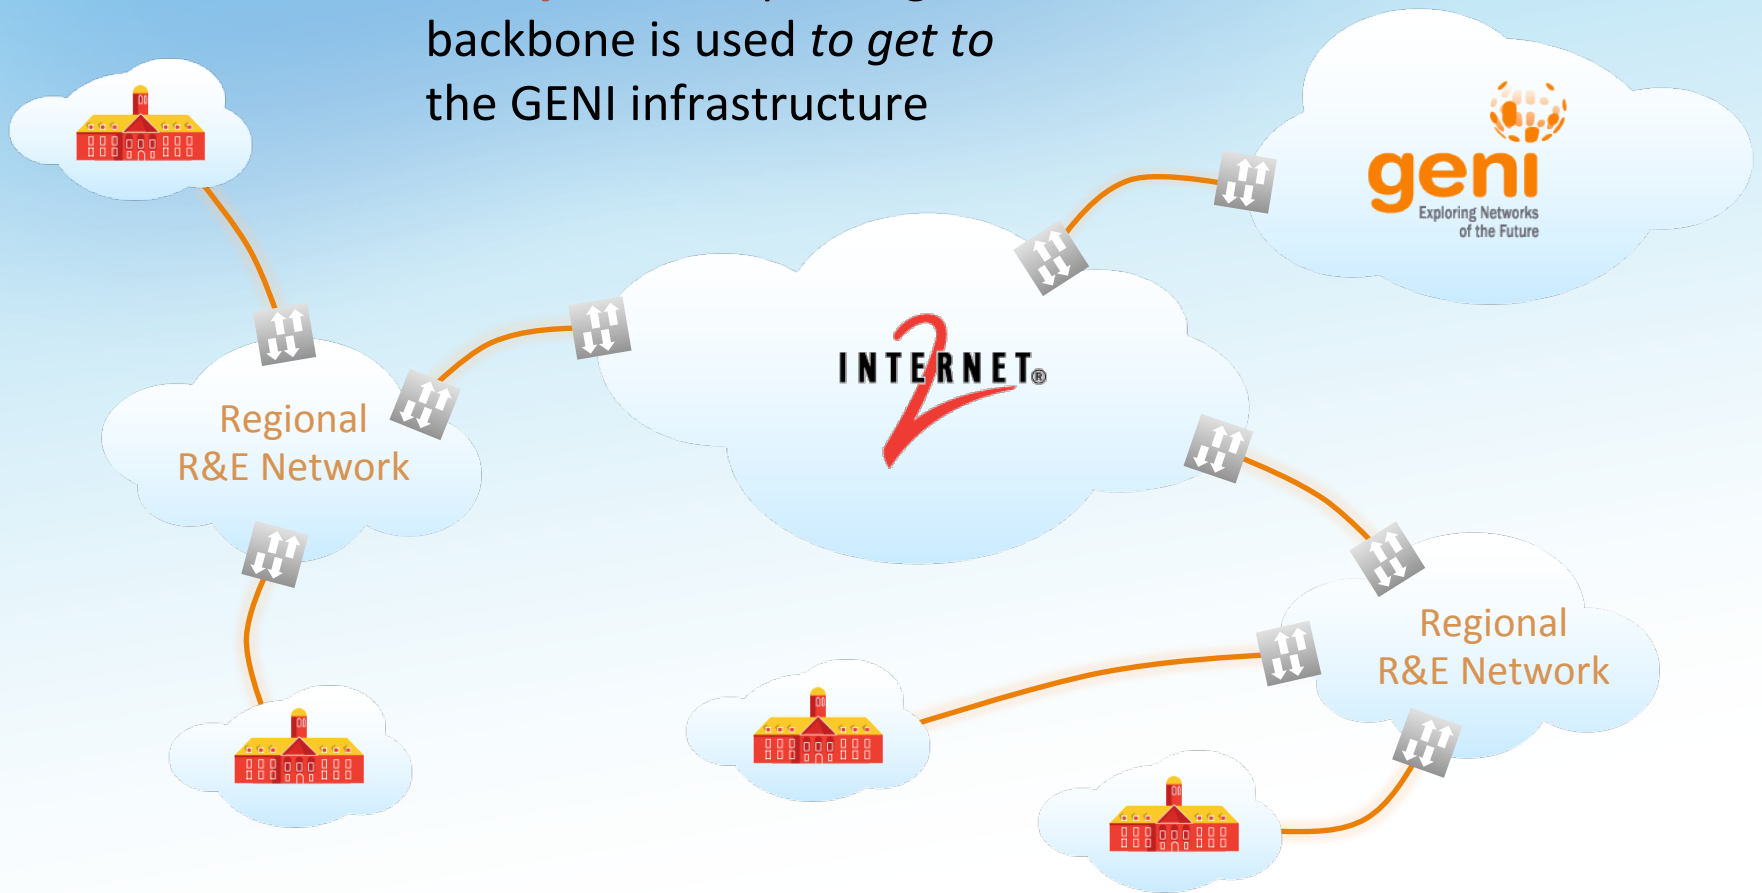 backbone is used to get to
the GENI infrastructure
geni
Exploring Networks
of the Future
INTERNET®
2
Regional
R&E Network
Regional
R&E Network